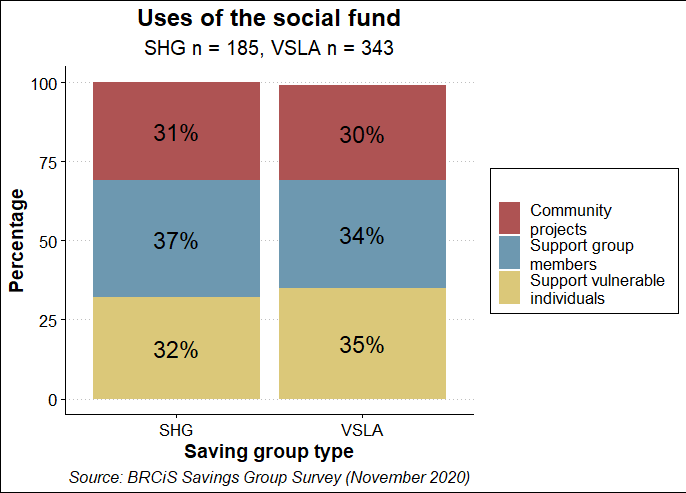 Uses of the social fund
SHG n = 185, VSLA n = 343
Percentage
100
75
50
25
0
31%
30%
37%
34%
32%
35%
SHG
VSLA
Saving group type
Source: BRCiS Savings Group Survey (November 2020)
Community
projects
Support group
members
Support vulnerable
individuals